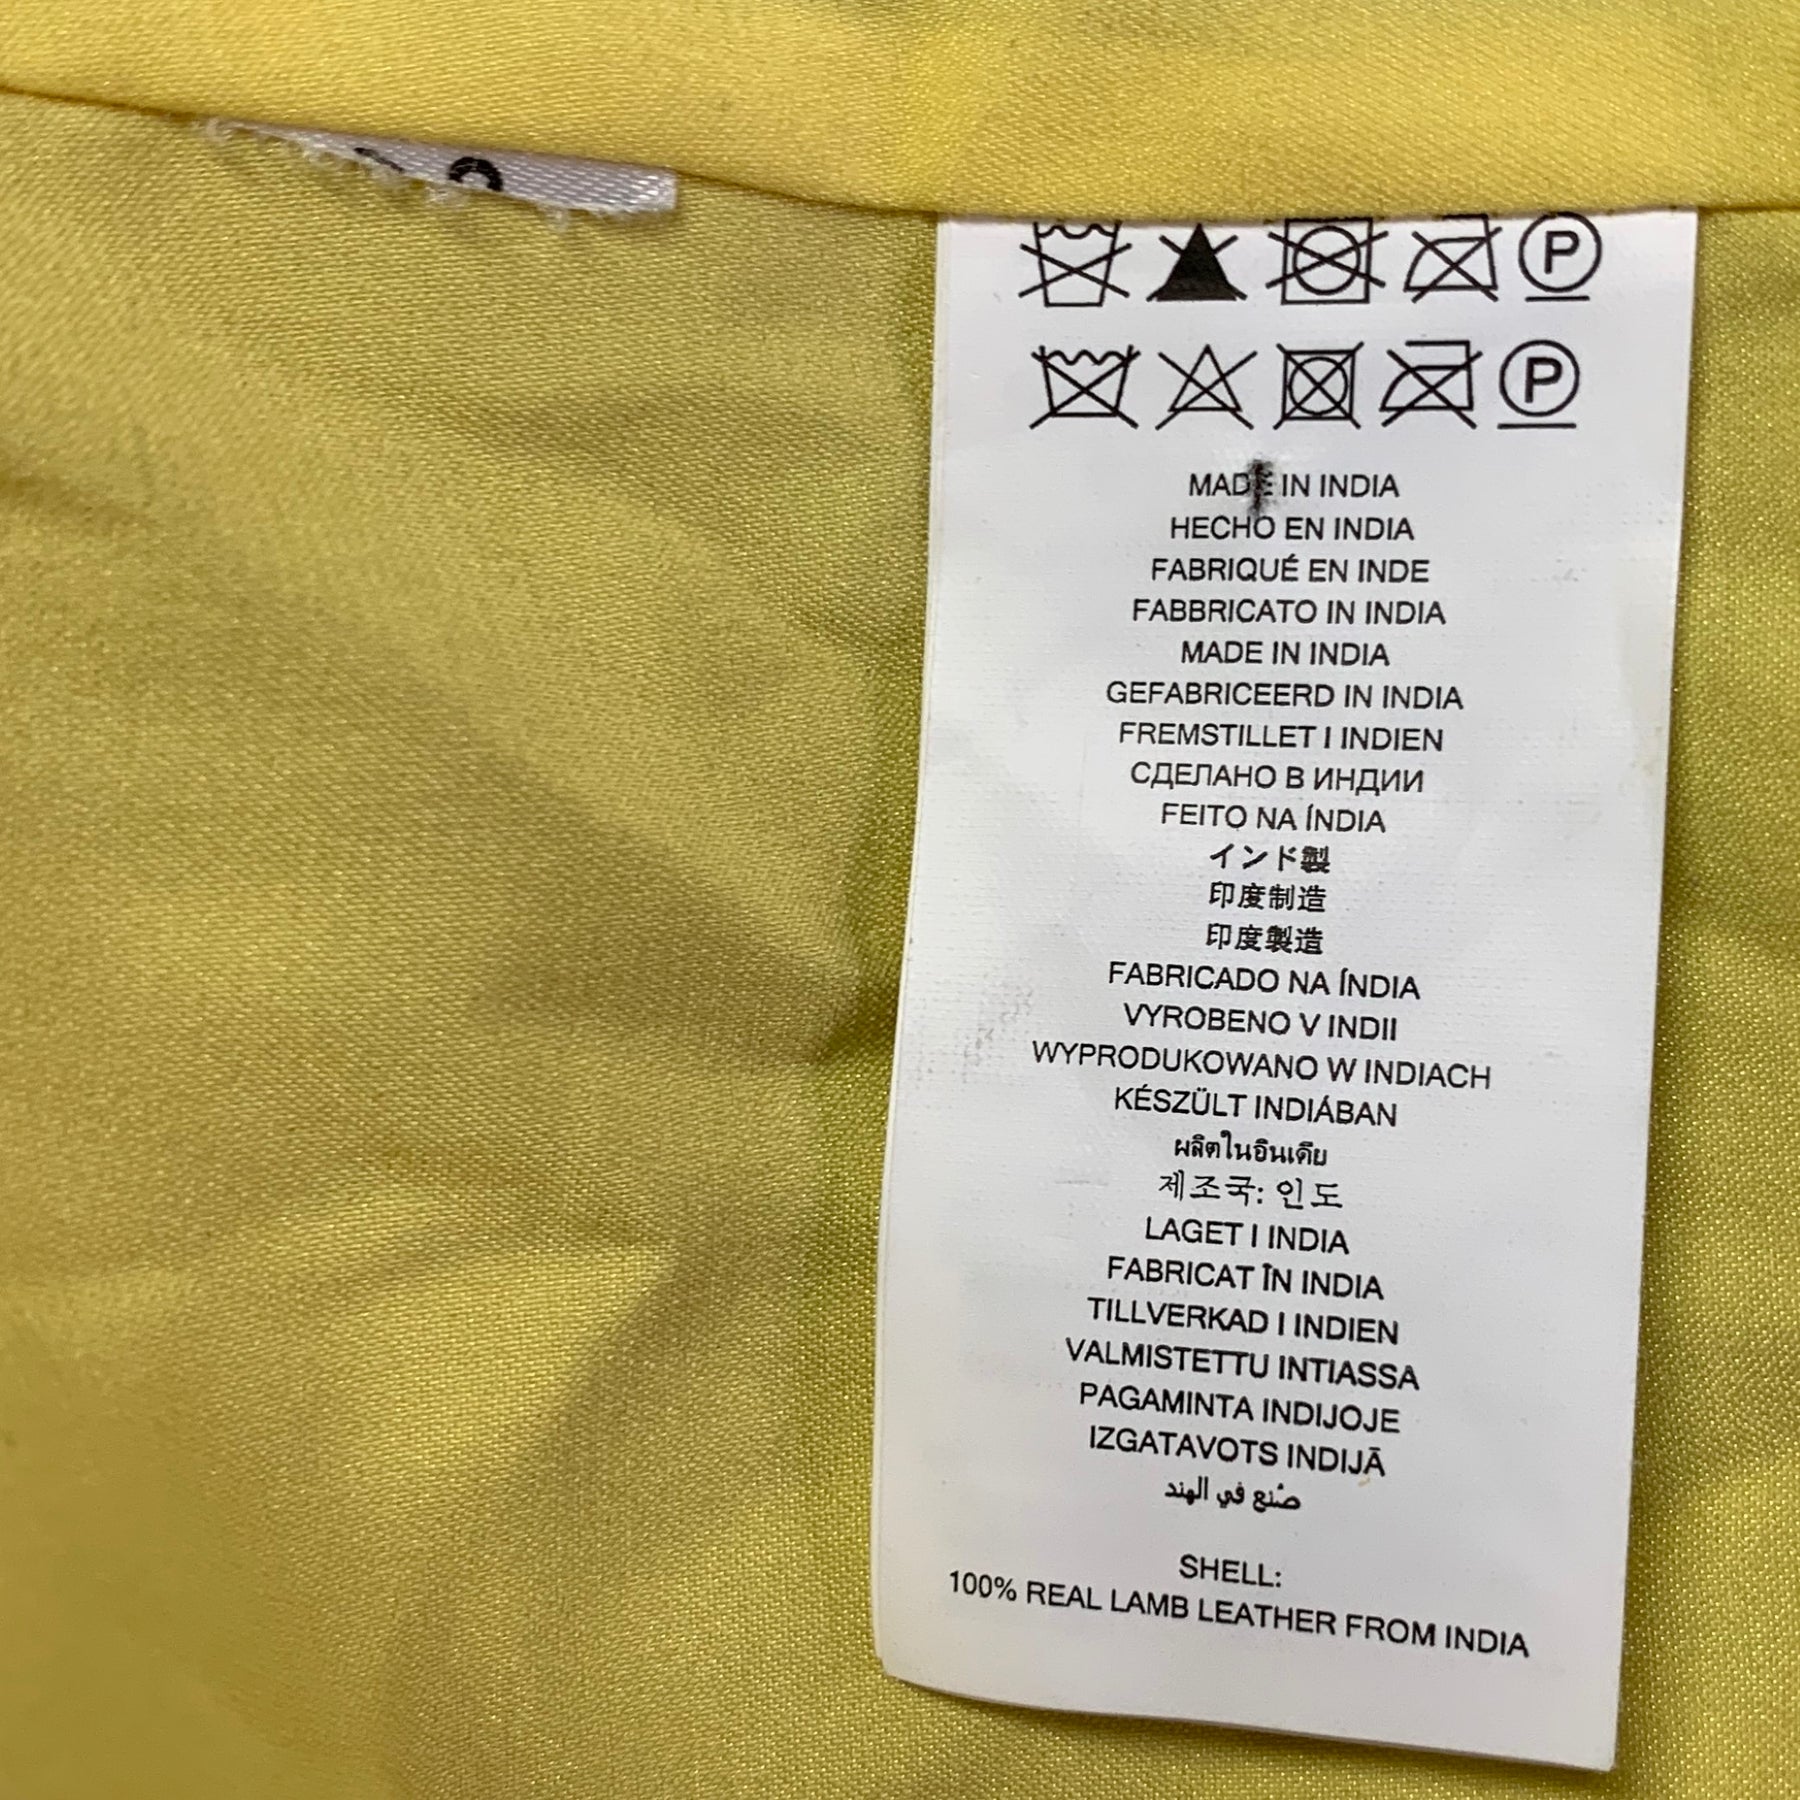 P
P
MADE IN INDIA
HECHO EN INDIA
FABRIQUÉ EN INDE
FABBRICATO IN INDIA
MADE IN INDIA
GEFABRICEERD IN INDIA
FREMSTILLET I INDIEN
СДЕЛАНО В ИНДИИ
FEITO NA ÍNDIA
インド製
印度制造
印度製造
FABRICADO NA ÍNDIA
VYROBENO V INDII
WYPRODUKOWANO W INDIACH
KÉSZÜLT INDIÁBAN
ผลิตในอินเดีย
제조국: 인도
LAGET I INDIA
FABRICAT ÎN INDIA
TILLVERKAD I INDIEN
VALMISTETTU INTIASSA
PAGAMINTA INDIJOJE
IZGATAVOTS INDIJĀ
صُنع في الهند
SHELL:
100% REAL LAMB LEATHER FROM INDIA